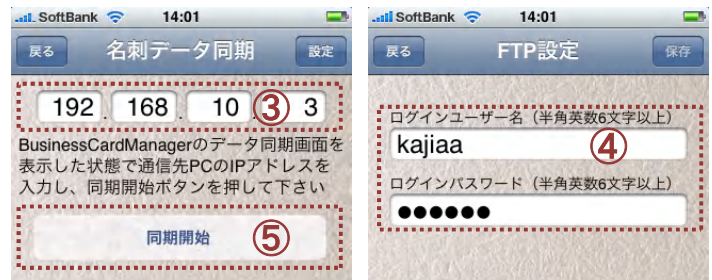 SoftBank 14:01
戻る 名刺データ同期 設定
192 . 168 . 10 . 3
③
BusinessCardManagerのデータ同期画面を
表示した状態で通信先PCのIPアドレスを
入力し、同期開始ボタンを押して下さい
同期開始
⑤
SoftBank 14:01
戻る FTP設定 保存
ログインユーザー名（半角英数6文字以上）
kajiaa
④
ログインパスワード（半角英数6文字以上）
●●●●●●